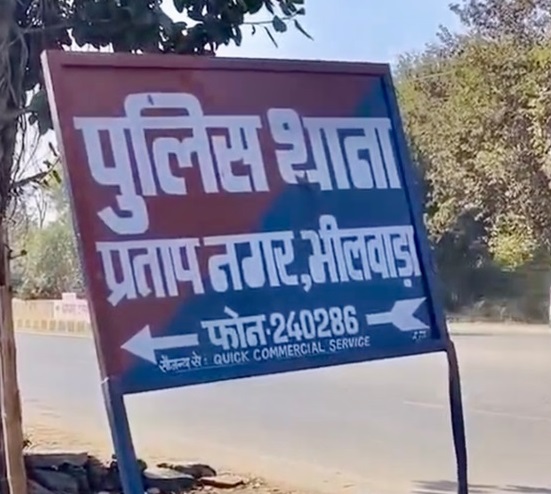 पुलिस थाना
प्रताप नगर,भीलवाड़ा
फोन-240286
सौजन्य से : QUICK COMMERCIAL SERVICE